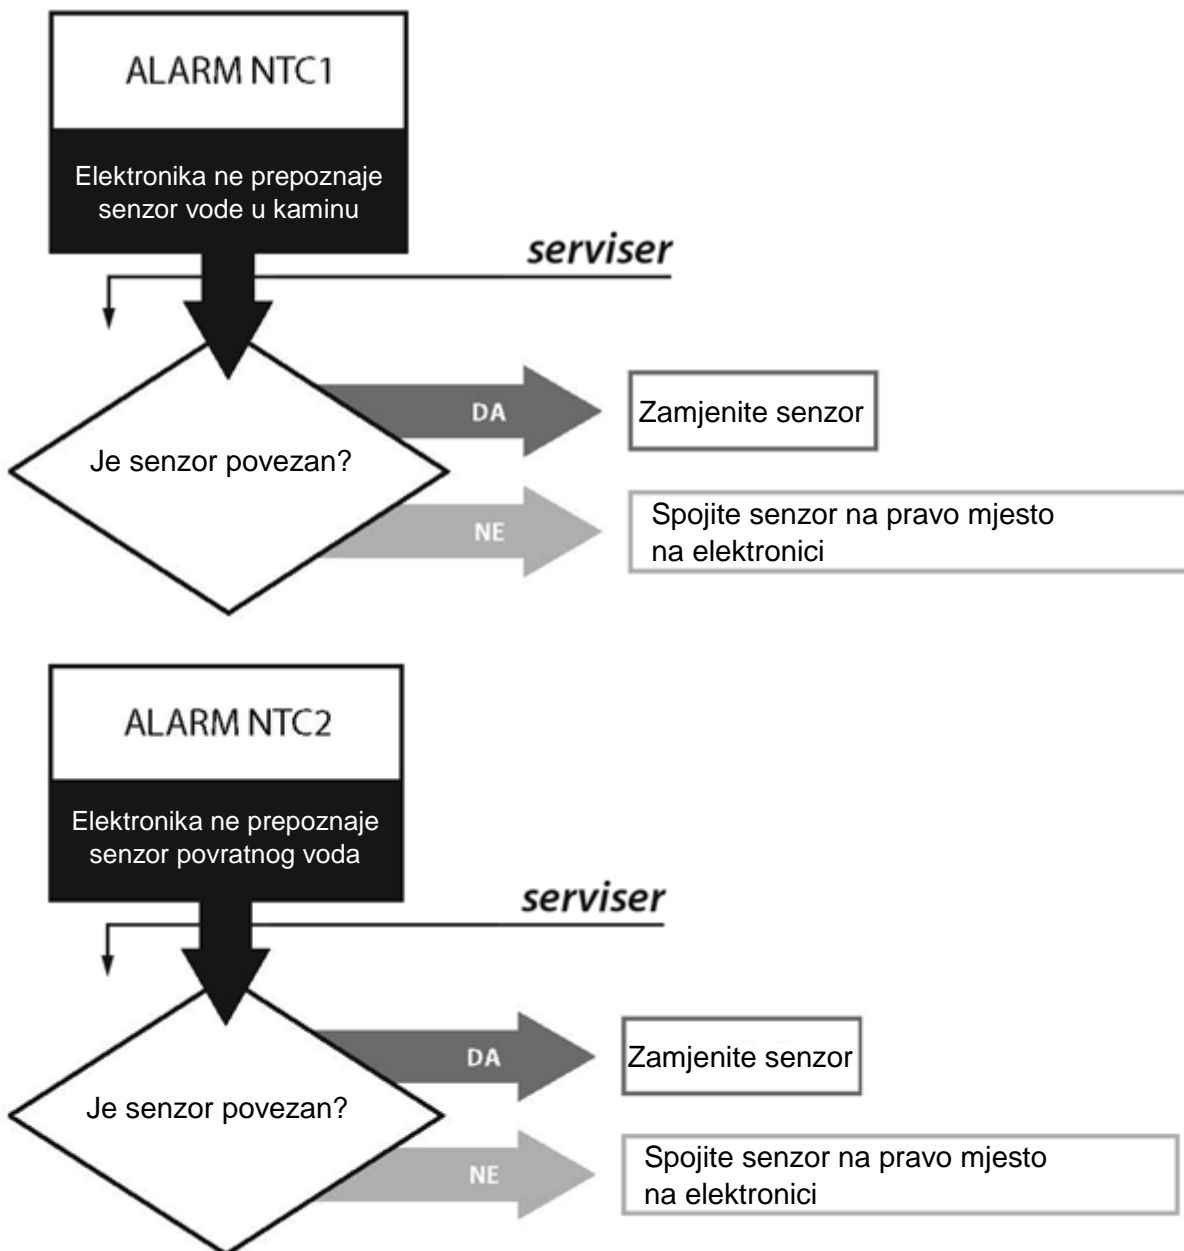 ALARM NTC1
Elektronika ne prepoznaje
senzor vode u kaminu
serviser
DA
Zamjenite senzor
Je senzor povezan?
NE
Spojite senzor na pravo mjesto
na elektronici
ALARM NTC2
Elektronika ne prepoznaje
senzor povratnog voda
serviser
DA
Zamjenite senzor
Je senzor povezan?
NE
Spojite senzor na pravo mjesto
na elektronici